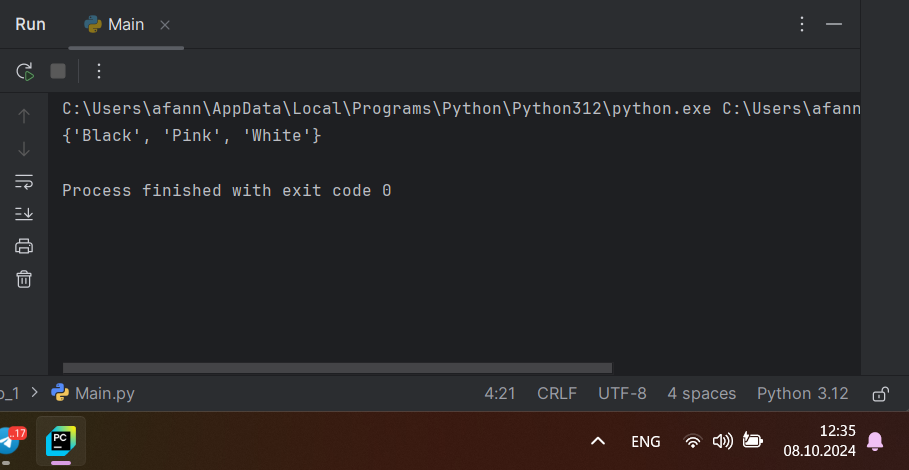 Run Main
C:\Users\afann\AppData\Local\Programs\Python\Python312\python.exe C:\Users\afann
{'Black', 'Pink', 'White'}
Process finished with exit code 0
Main.py 4:21 CRLF UTF-8 4 spaces Python 3.12
17
PC
ENG
12:35
08.10.2024